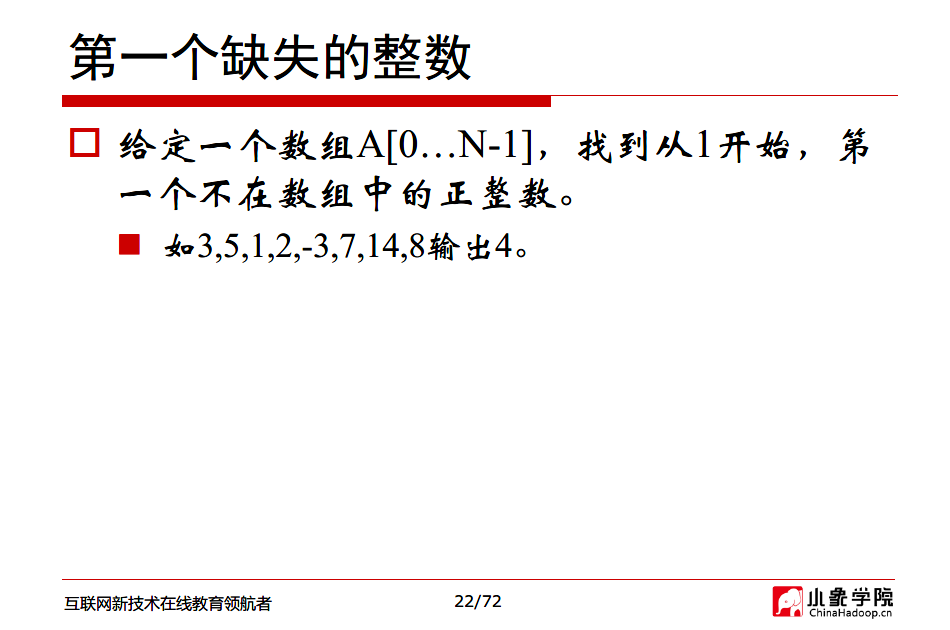 第一个缺失的整数
给定一个数组A[0…N-1]，找到从1开始，第
一个不在数组中的正整数。
如3,5,1,2,-3,7,14,8输出4。
互联网新技术在线教育领航者
22/72
小象学院
ChinaHadoop.cn